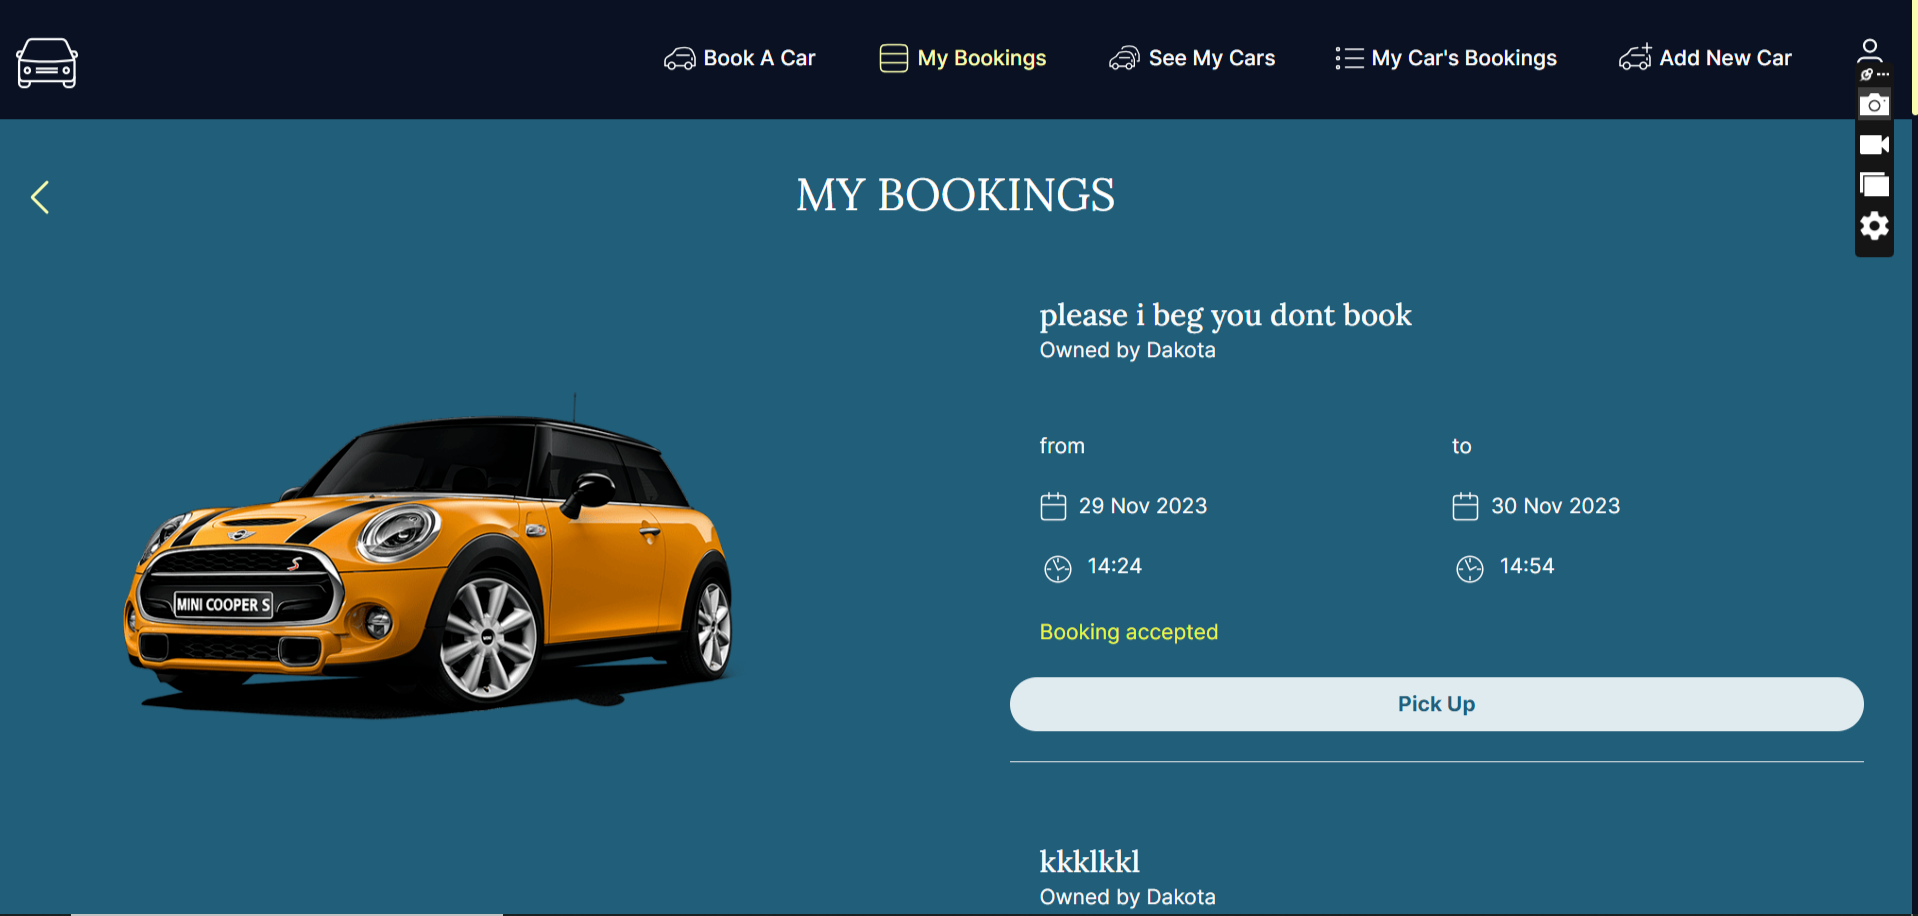 Book A Car
My Bookings
See My Cars
My Car's Bookings
Add New Car
MY BOOKINGS
please i beg you dont book
Owned by Dakota
from
to
29 Nov 2023
30 Nov 2023
14:24
14:54
Booking accepted
Pick Up
MINI COOPER S
S
kkklkkl
Owned by Dakota